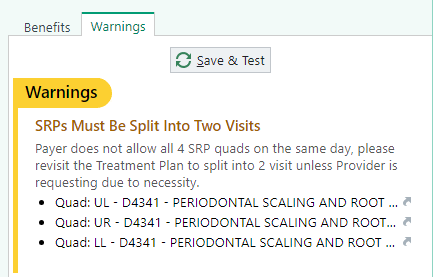 Benefits
Warnings
Save & Test
Warnings
SRPs Must Be Split Into Two Visits
Payer does not allow all 4 SRP quads on the same day, please
revisit the Treatment Plan to split into 2 visit unless Provider is
requesting due to necessity.
• Quad: UL - D4341 - PERIODONTAL SCALING AND ROOT ...
• Quad: UR - D4341 - PERIODONTAL SCALING AND ROOT...
• Quad: LL - D4341 - PERIODONTAL SCALING AND ROOT ...